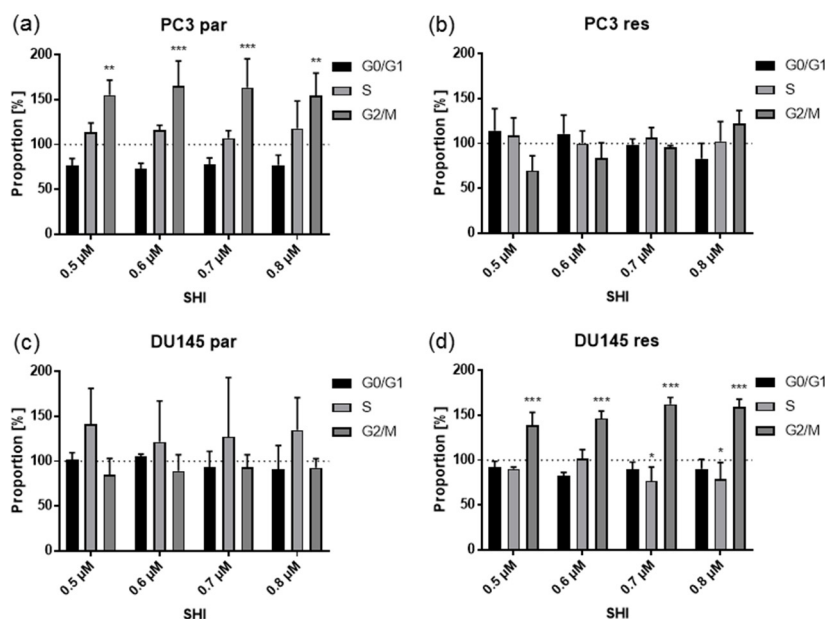 (a)
PC3 par
** *** *** **
Proportion [%]
200
150
100
50
0
0.5 µM 0.6 µM 0.7 µM 0.8 µM
SHI
G0/G1
S
G2/M
(b)
PC3 res
Proportion [%]
200
150
100
50
0
0.5 µM 0.6 µM 0.7 µM 0.8 µM
SHI
G0/G1
S
G2/M
(c)
DU145 par
Proportion [%]
200
150
100
50
0
0.5 µM 0.6 µM 0.7 µM 0.8 µM
SHI
G0/G1
S
G2/M
(d)
DU145 res
*** *** *** ***
* *
Proportion [%]
200
150
100
50
0
0.5 µM 0.6 µM 0.7 µM 0.8 µM
SHI
G0/G1
S
G2/M